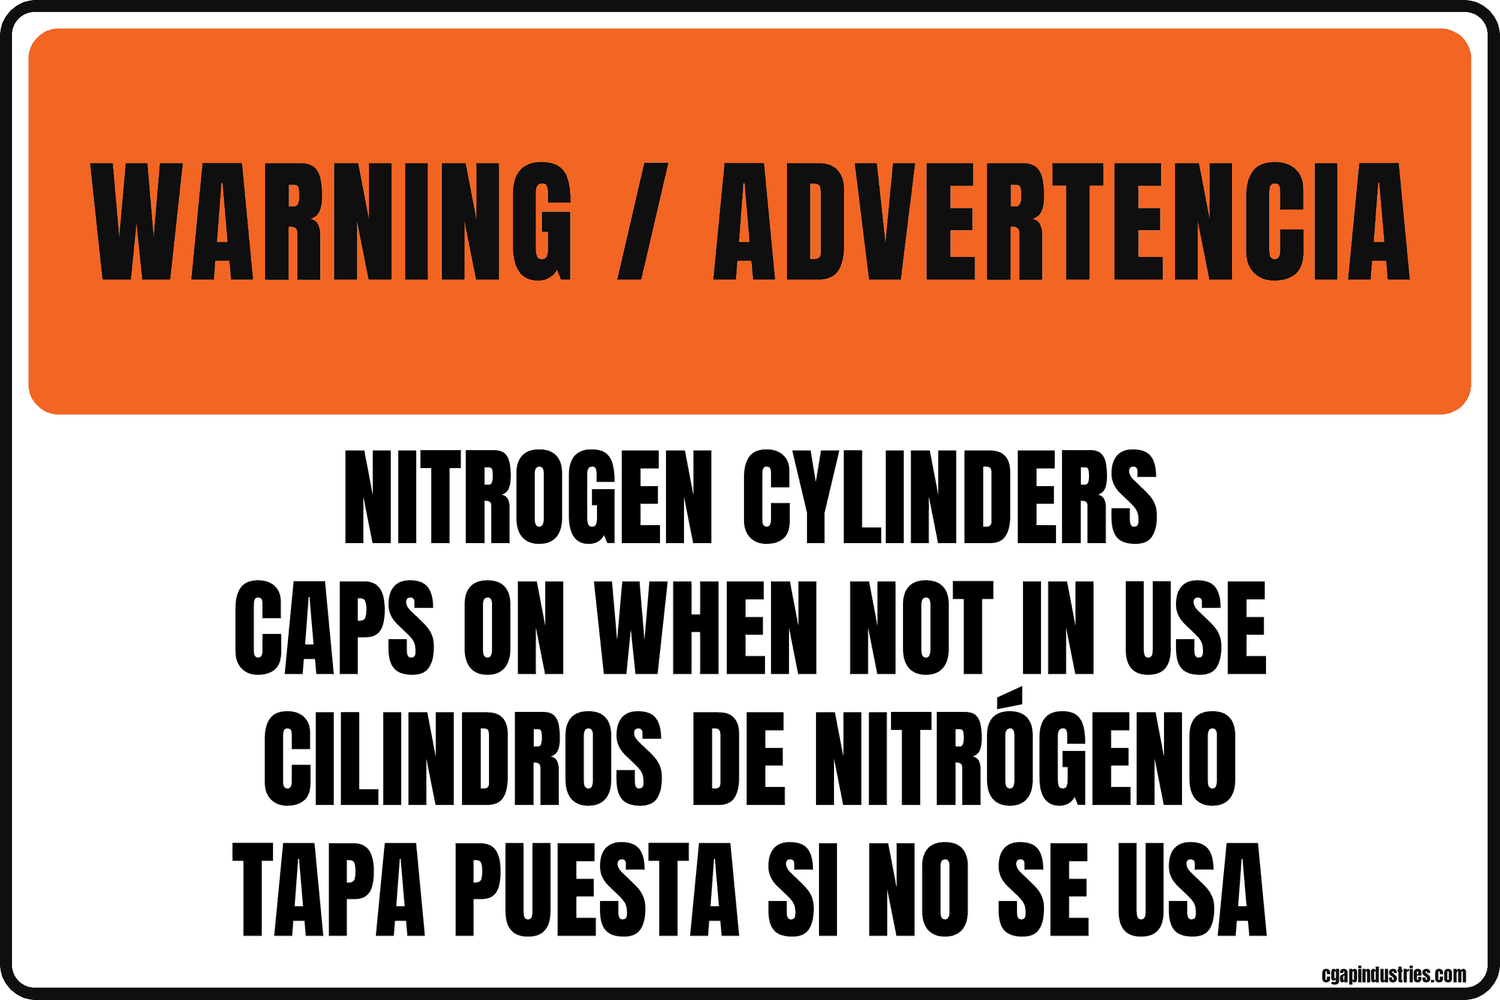 WARNING / ADVERTENCIA
NITROGEN CYLINDERS
CAPS ON WHEN NOT IN USE
CILINDROS DE NITRÓGENO
TAPA PUESTA SI NO SE USA
cgapindustries.com